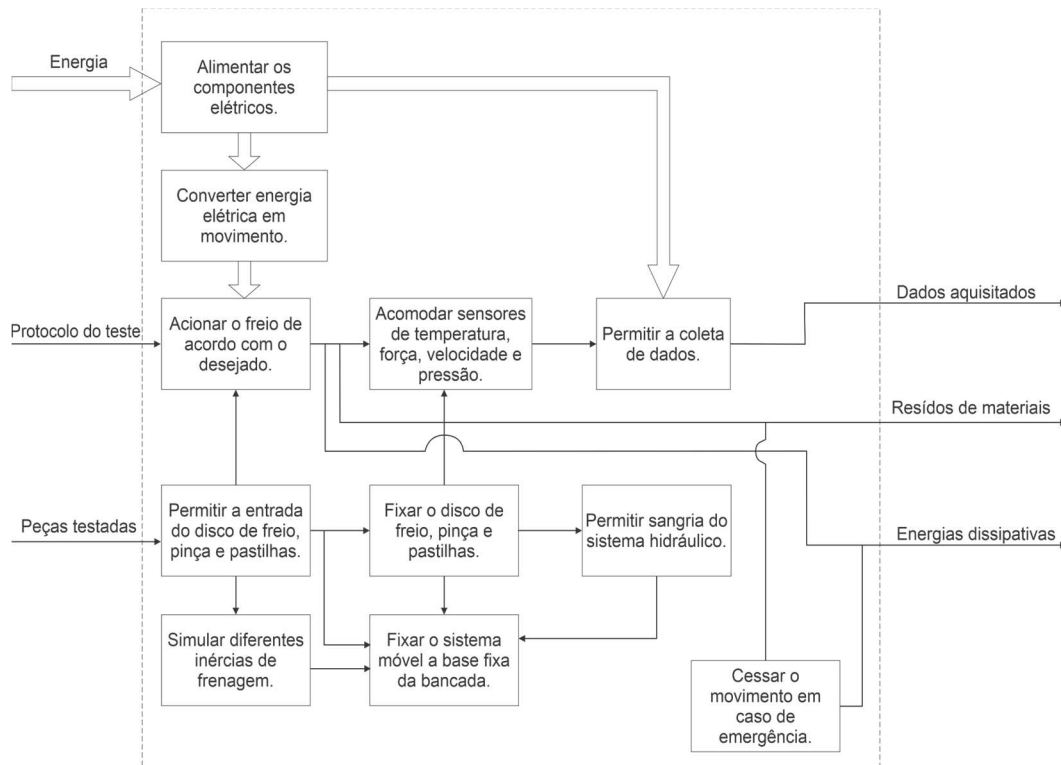 Energia
Alimentar os
componentes
elétricos.
Converter energia
elétrica em
movimento.
Protocolo do teste
Acionar o freio de
acordo com o
desejado.
Acomodar sensores
de temperatura,
força, velocidade e
pressão.
Permitir a coleta
de dados.
Dados aquisitados
Resídos de materiais
Peças testadas
Permitir a entrada
do disco de freio,
pinça e pastilhas.
Fixar o disco de
freio, pinça e
pastilhas.
Permitir sangria do
sistema hidráulico.
Energias dissipativas
Simular diferentes
inércias de
frenagem.
Fixar o sistema
móvel a base fixa
da bancada.
Cessar o
movimento em
caso de
emergência.